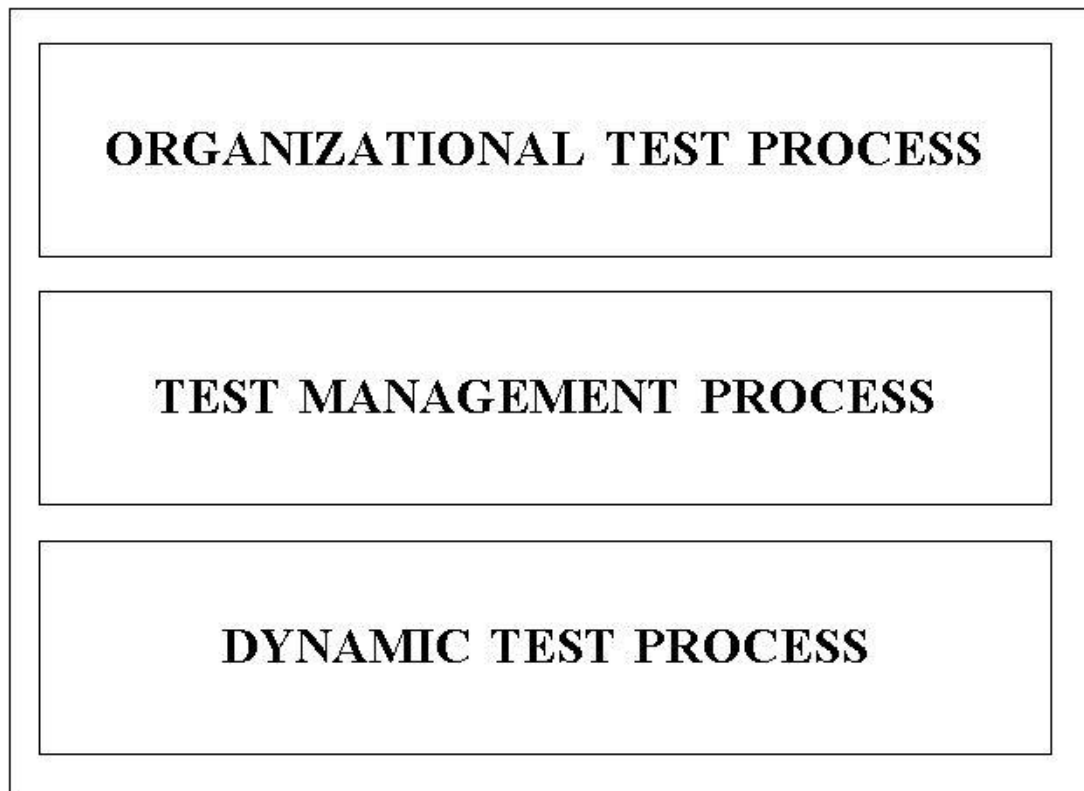 ORGANIZATIONAL TEST PROCESS
TEST MANAGEMENT PROCESS
DYNAMIC TEST PROCESS